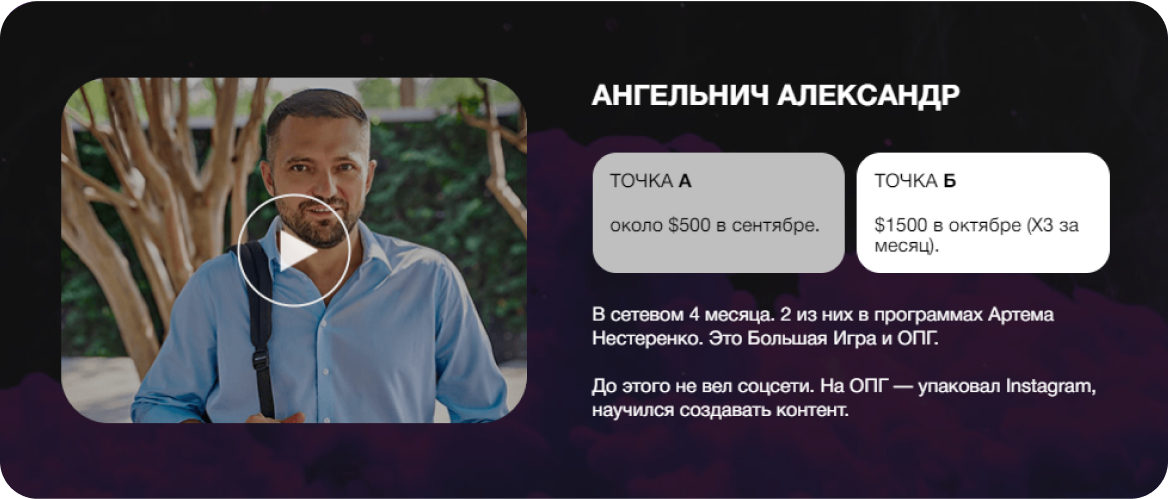 АНГЕЛЬНИЧ АЛЕКСАНДР
ТОЧКА А
около $500 в сентябре.
ТОЧКА Б
$1500 в октябре (Х3 за
месяц).
В сетевом 4 месяца. 2 из них в программах Артема
Нестеренко. Это Большая Игра и ОПГ.
До этого не вел соцсети. На ОПГ — упаковал Instagram,
научился создавать контент.